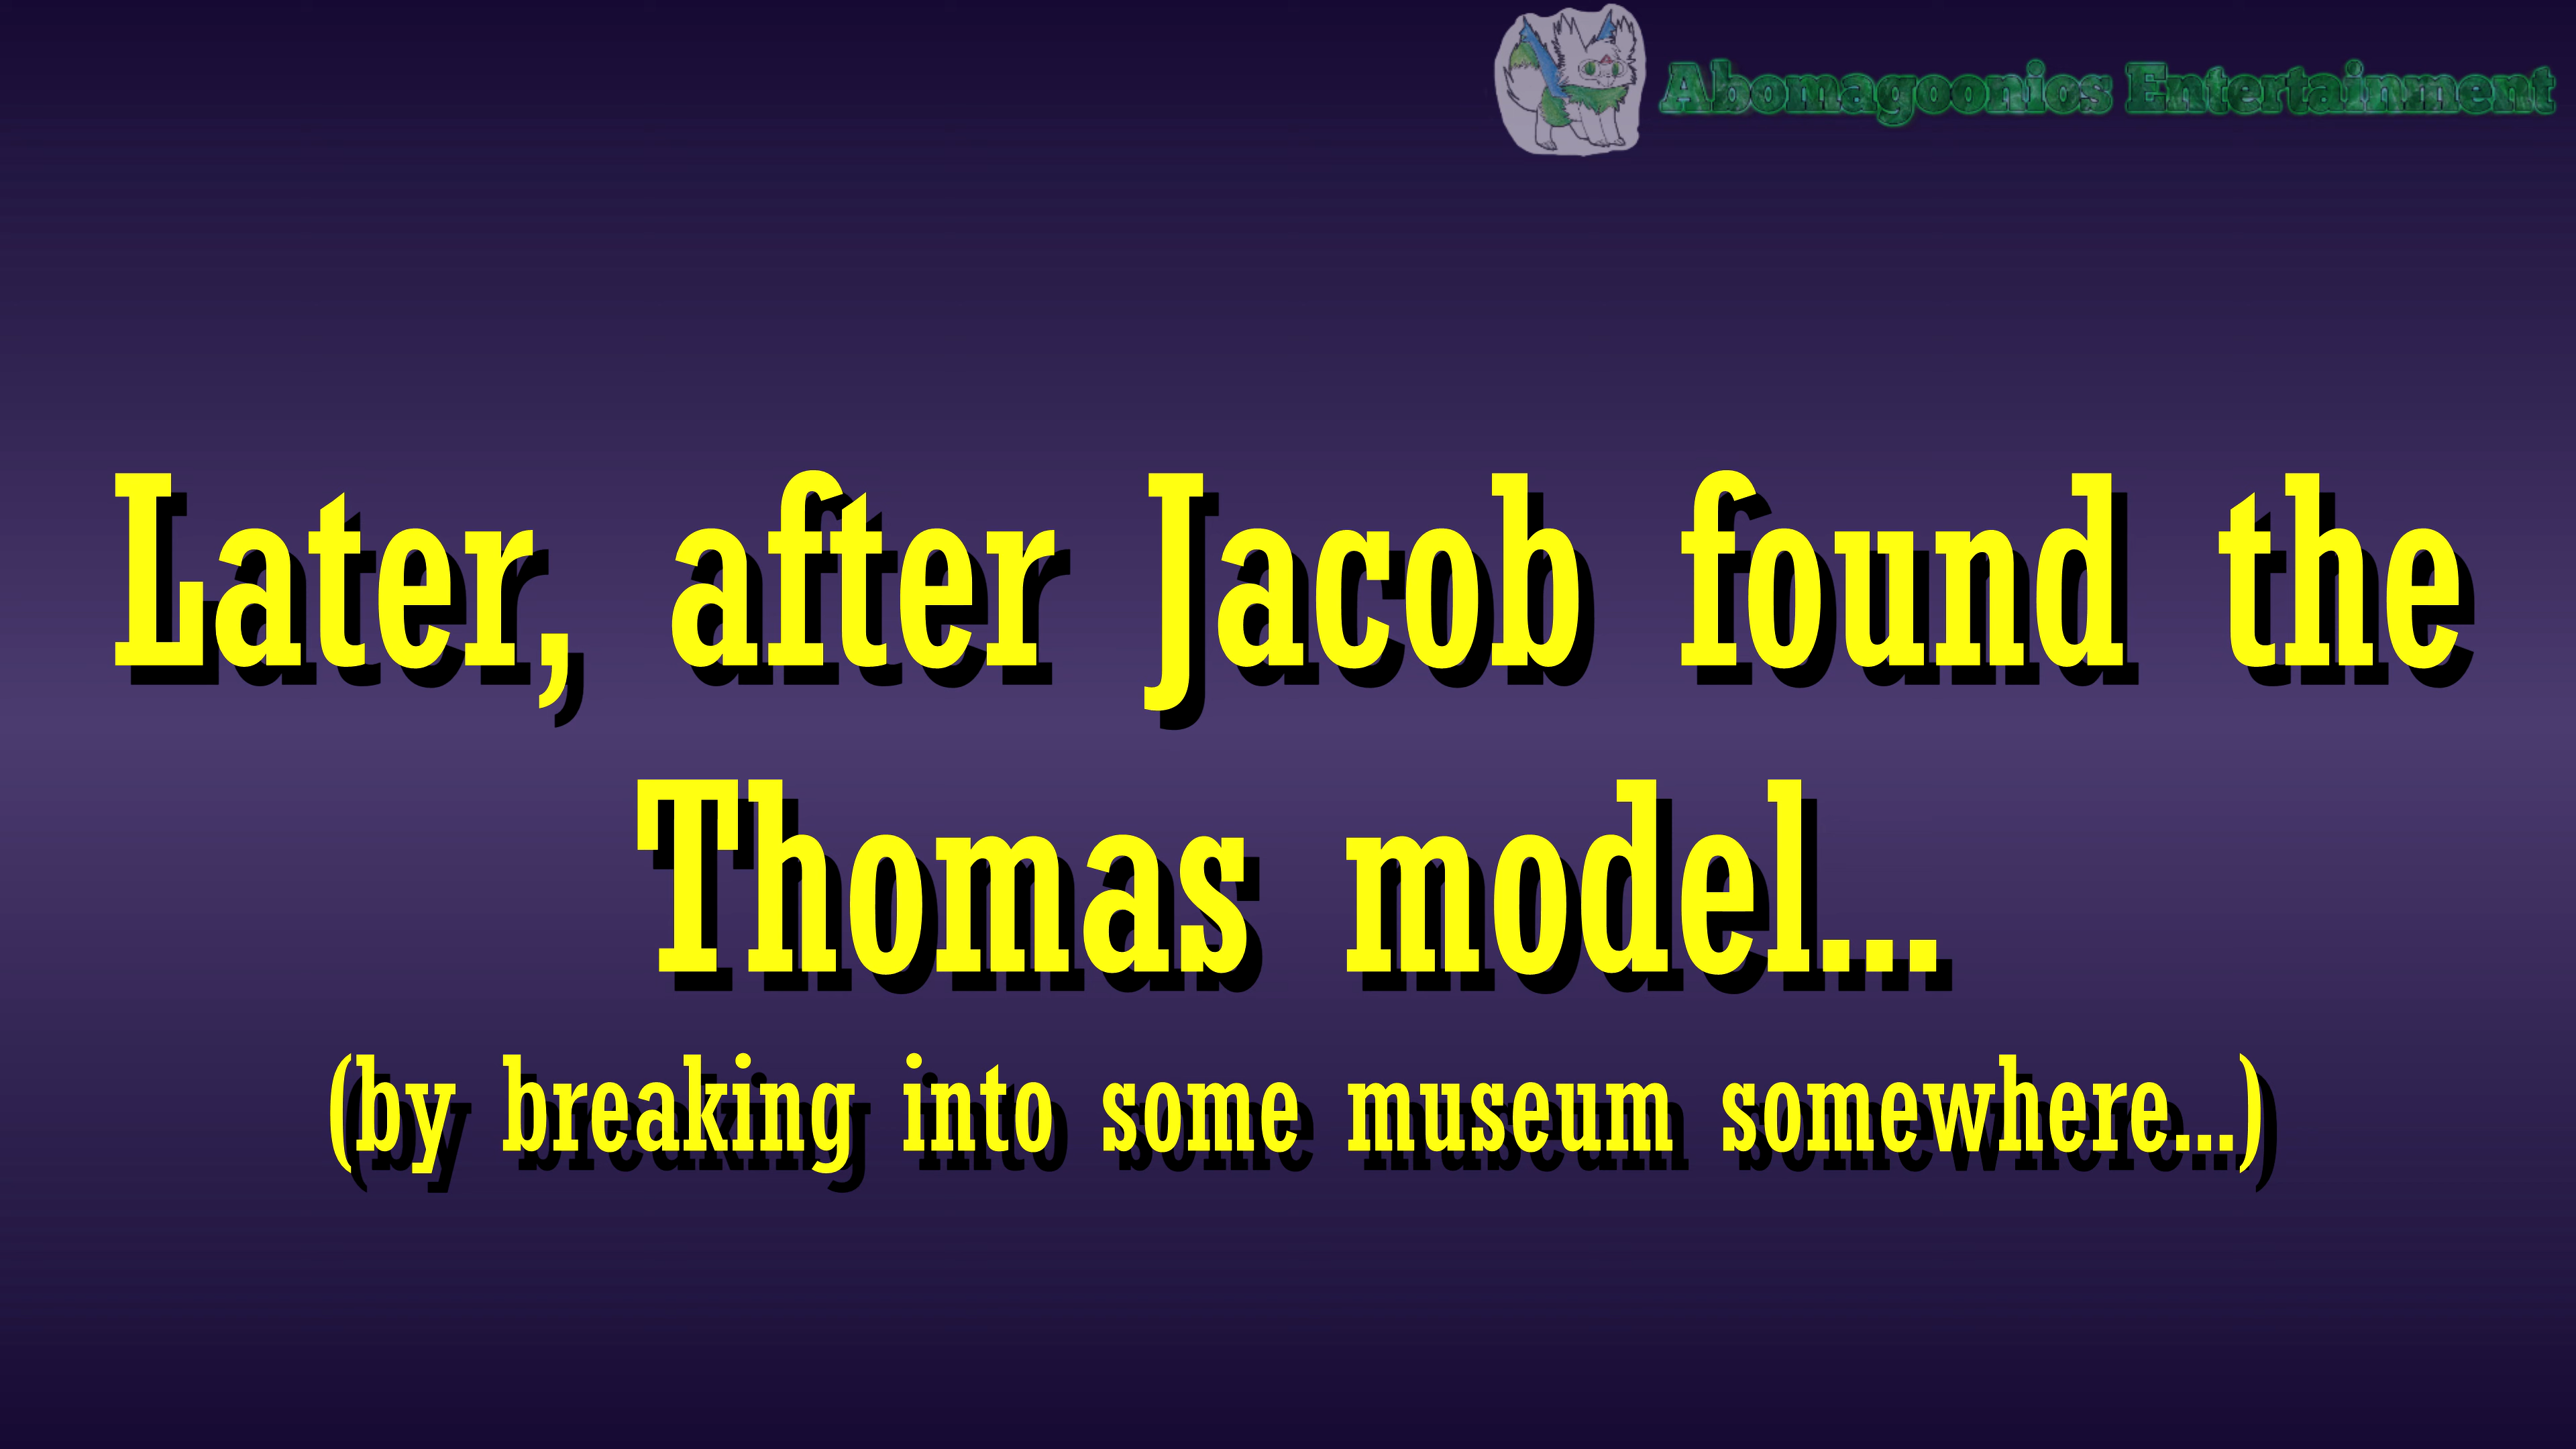 Abomagoonics Entertainment
Later, after Jacob found the
Thomas model...
(by breaking into some museum somewhere...)